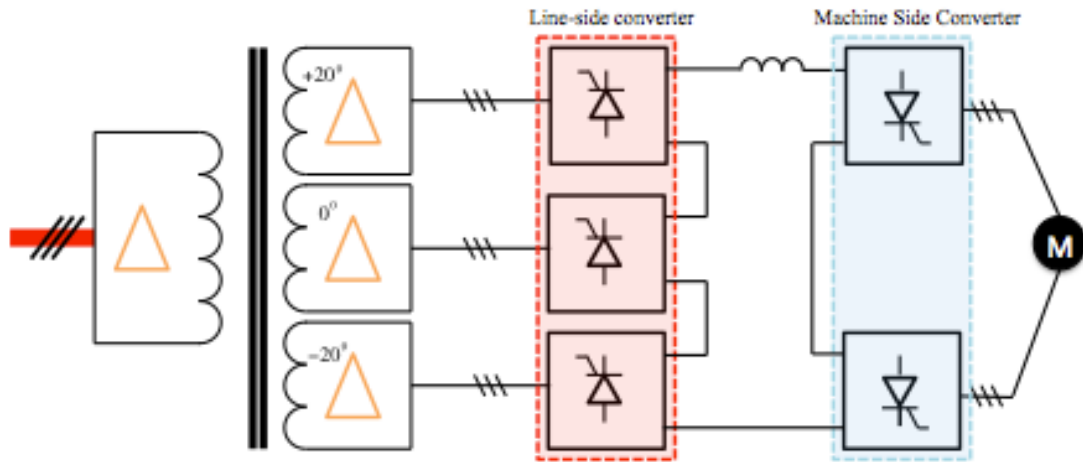 Line-side converter
Machine Side Converter
+20°
0°
−20°
M